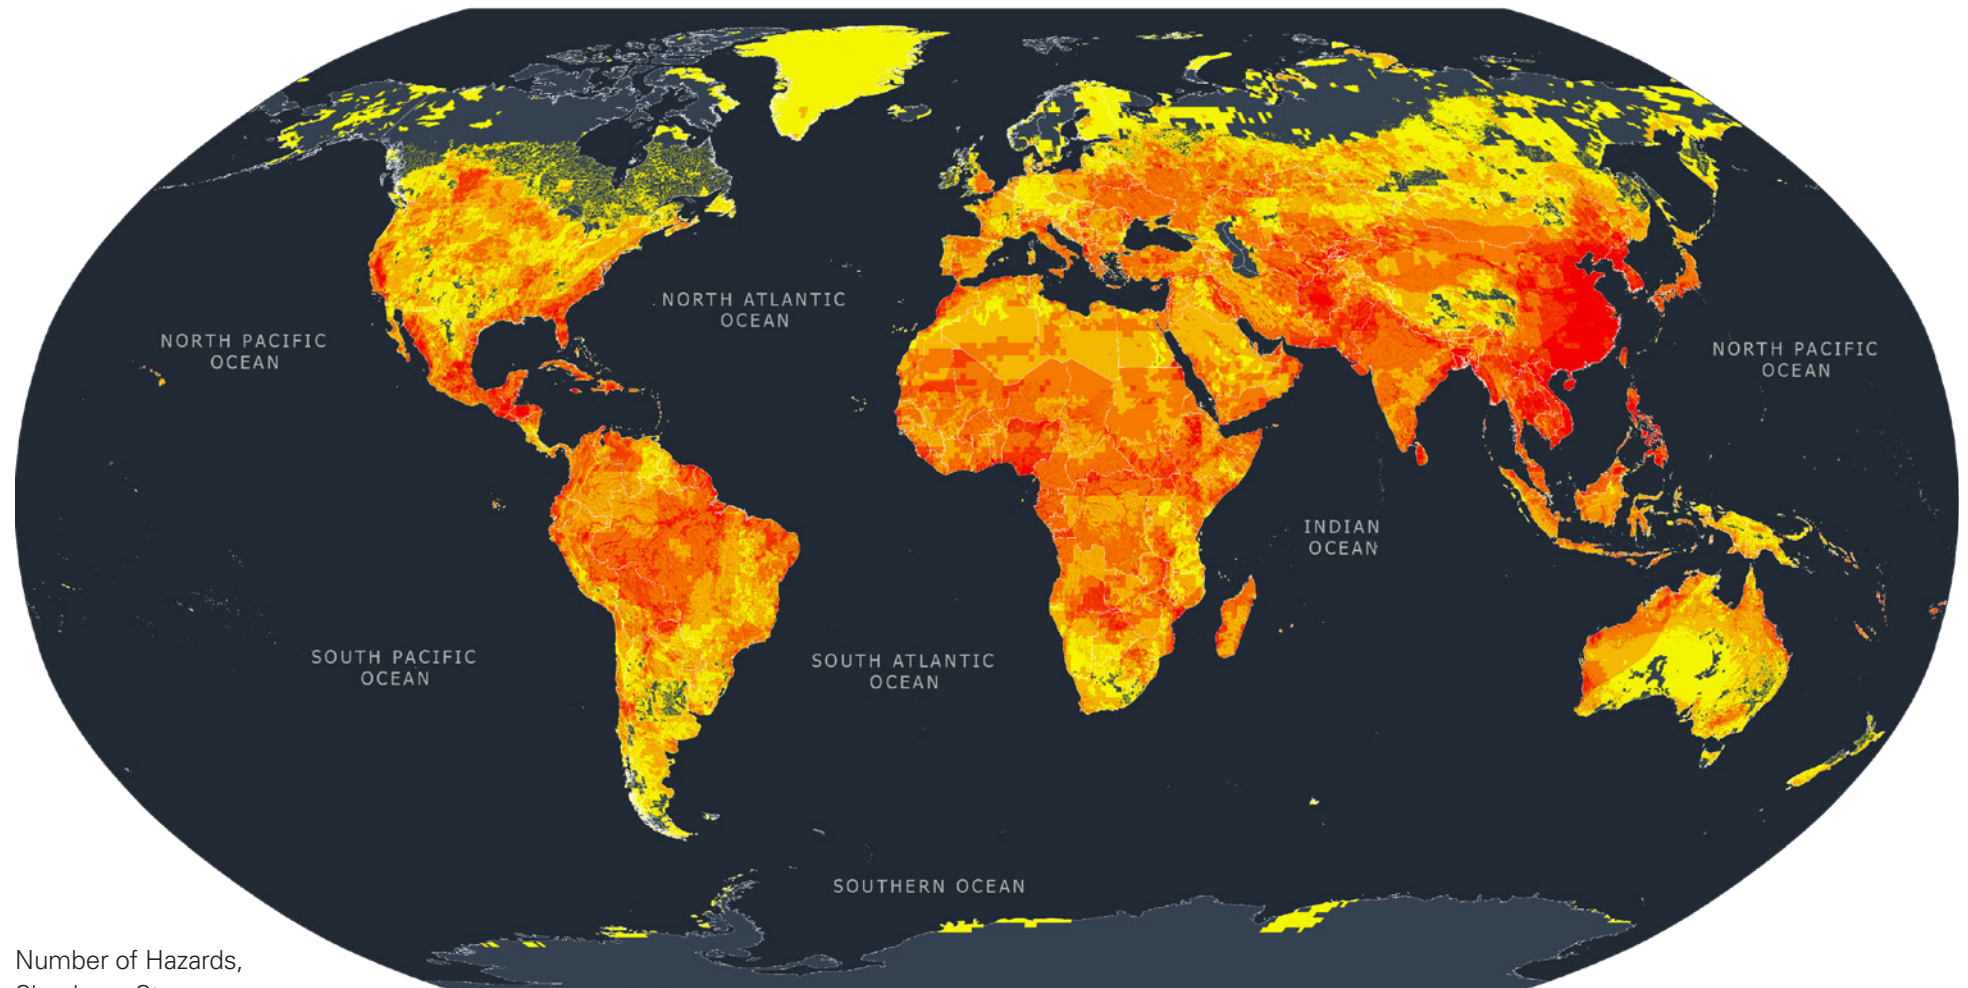 NORTH ATLANTIC
OCEAN
NORTH PACIFIC
OCEAN
NORTH PACIFIC
OCEAN
INDIAN
OCEAN
SOUTH PACIFIC
OCEAN
SOUTH ATLANTIC
OCEAN
SOUTHERN OCEAN
Number of Hazards,